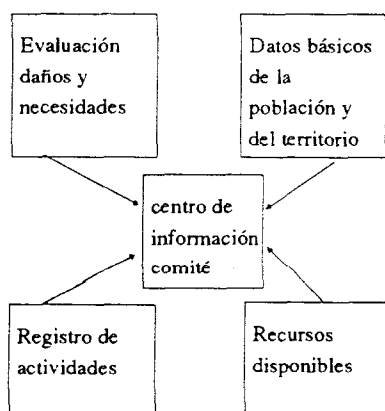 Evaluación
daños y
necesidades
Datos básicos
de la
población y
del territorio
centro de
información
comité
Registro de
actividades
Recursos
disponibles